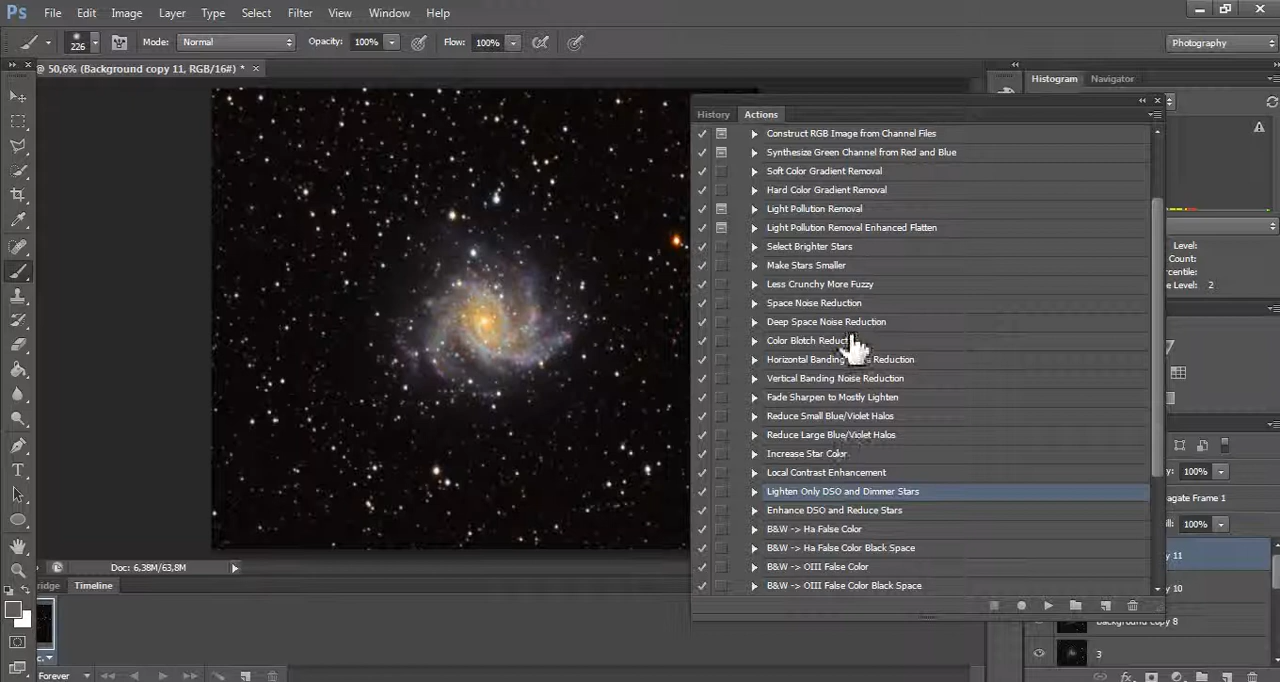 Ps File Edit Image Layer Type Select Filter View Window Help
226 Mode: Normal Opacity: 100% Flow: 100% Photography
@ 50,6% (Background copy 11, RGB/16#) * ×
Histogram Navigator
History Actions
Construct RGB Image from Channel Files
Synthesize Green Channel from Red and Blue
Soft Color Gradient Removal
Hard Color Gradient Removal
Light Pollution Removal
Light Pollution Removal Enhanced Flatten
Select Brighter Stars
Make Stars Smaller
Less Crunchy More Fuzzy
Space Noise Reduction
Deep Space Noise Reduction
Color Blotch Reduct
Horizontal Banding Reduction
Vertical Banding Noise Reduction
Fade Sharpen to Mostly Lighten
Reduce Small Blue/Violet Halos
Reduce Large Blue/Violet Halos
Increase Star Color
Local Contrast Enhancement
Lighten Only DSO and Dimmer Stars
Enhance DSO and Reduce Stars
B&W -> Ha False Color
B&W -> Ha False Color Black Space
B&W -> OIII False Color
B&W -> OIII False Color Black Space
Level:
Count:
rcentile:
e Level: 2
y: 100%
agate Frame 1
ill: 100%
y 11
y 10
Background copy 8
3
Doc: 6,38M/63,8M
ridge Timeline
Forever